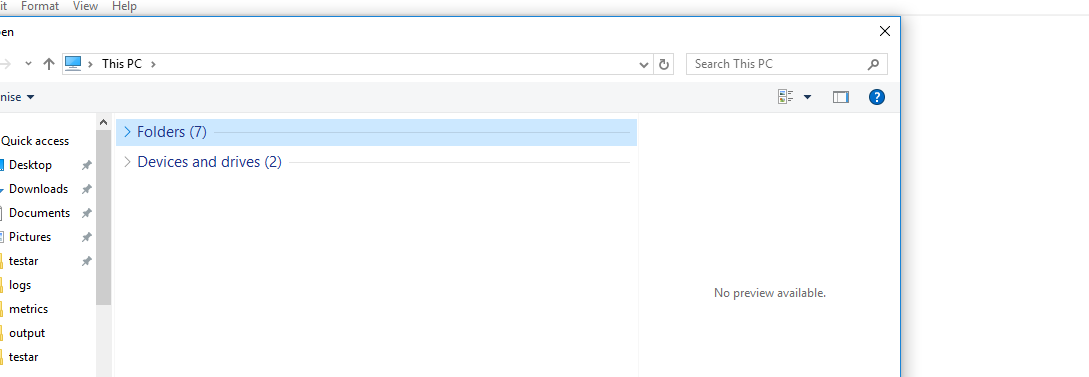 it Format View Help
en
This PC
Search This PC
nise
Quick access
Desktop
Downloads
Documents
Pictures
testar
logs
metrics
output
testar
Folders (7)
Devices and drives (2)
No preview available.